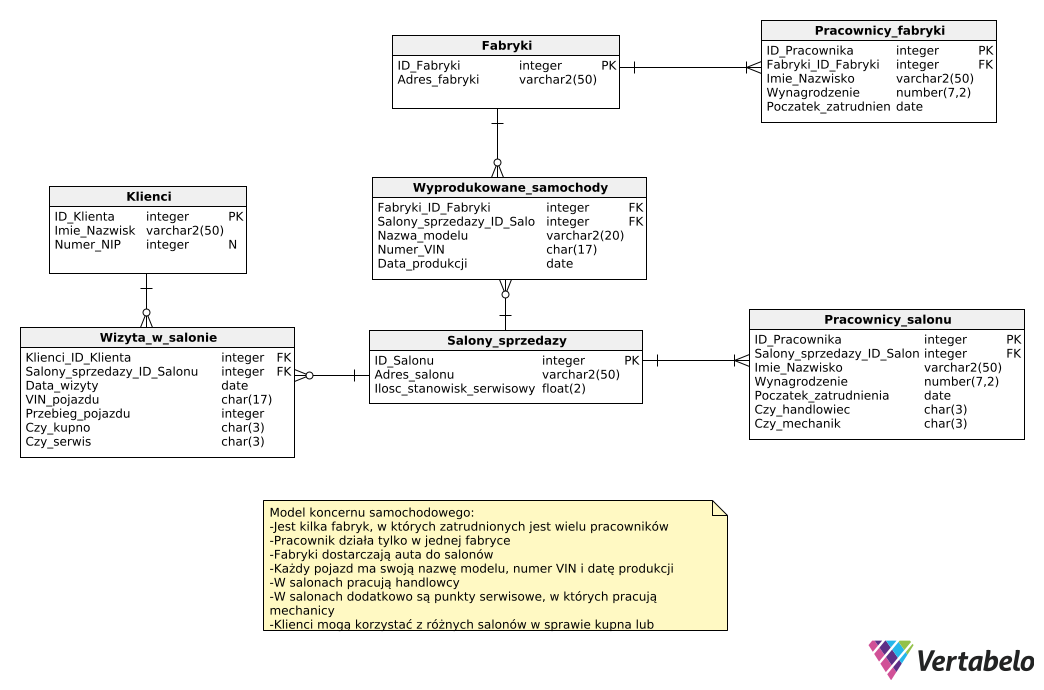 Fabryki
ID_Fabryki integer PK
Adres_fabryki varchar2(50)
Pracownicy_fabryki
ID_Pracownika integer PK
Fabryki_ID_Fabryki integer FK
Imie_Nazwisko varchar2(50)
Wynagrodzenie number(7,2)
Poczatek_zatrudnien date
Klienci
ID_Klienta integer PK
Imie_Nazwisk varchar2(50)
Numer_NIP integer N
Wyprodukowane_samochody
Fabryki_ID_Fabryki integer FK
Salony_sprzedazy_ID_Salo integer FK
Nazwa_modelu varchar2(20)
Numer_VIN char(17)
Data_produkcji date
Wizyta_w_salonie
Klienci_ID_Klienta integer FK
Salony_sprzedazy_ID_Salonu integer FK
Data_wizyty date
VIN_pojazdu char(17)
Przebieg_pojazdu integer
Czy_kupno char(3)
Czy_serwis char(3)
Salony_sprzedazy
ID_Salonu integer PK
Adres_salonu varchar2(50)
Ilosc_stanowisk_serwisowy float(2)
Pracownicy_salonu
ID_Pracownika integer PK
Salony_sprzedazy_ID_Salon integer FK
Imie_Nazwisko varchar2(50)
Wynagrodzenie number(7,2)
Poczatek_zatrudnienia date
Czy_handlowiec char(3)
Czy_mechanik char(3)
Model koncernu samochodowego:
-Jest kilka fabryk, w których zatrudnionych jest wielu pracowników
-Pracownik działa tylko w jednej fabryce
-Fabryki dostarczają auta do salonów
-Każdy pojazd ma swoją nazwę modelu, numer VIN i datę produkcji
-W salonach pracują handlowcy
-W salonach dodatkowo są punkty serwisowe, w których pracują
mechanicy
-Klienci mogą korzystać z różnych salonów w sprawie kupna lub
Vertabelo